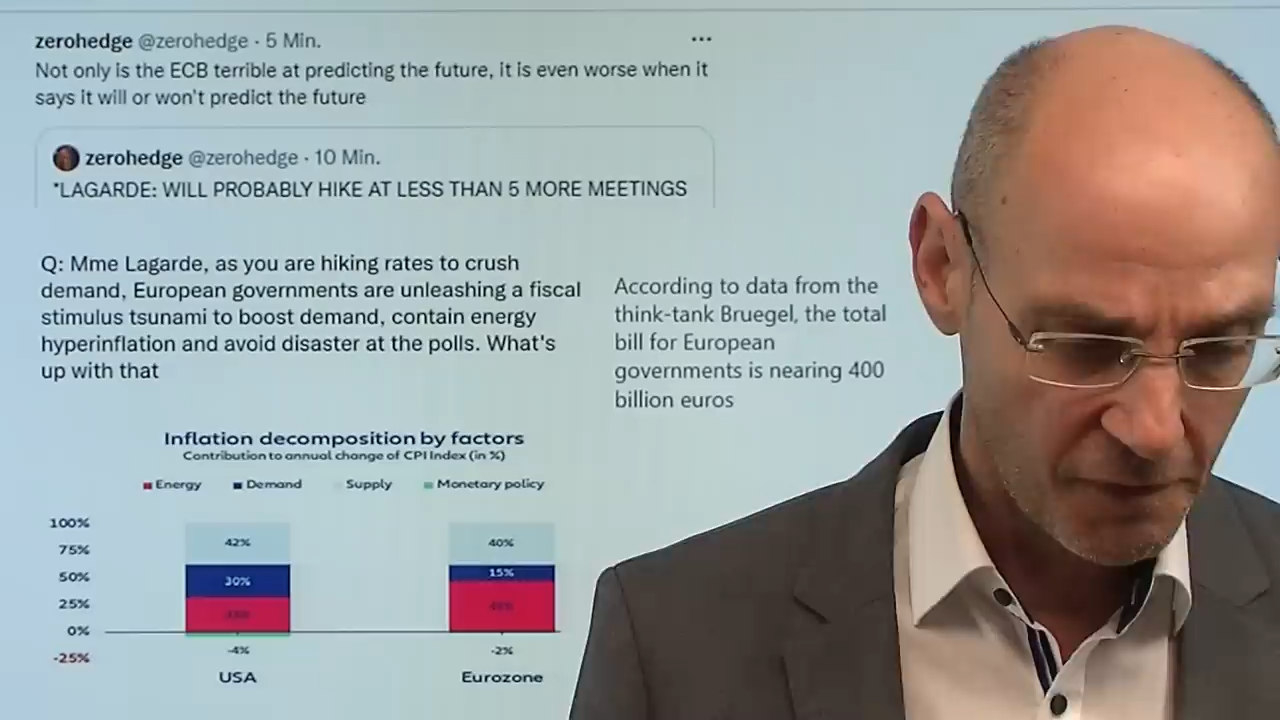 zerohedge @zerohedge · 5 Min.
...
Not only is the ECB terrible at predicting the future, it is even worse when it
says it will or won't predict the future
zerohedge @zerohedge · 10 Min.
*LAGARDE: WILL PROBABLY HIKE AT LESS THAN 5 MORE MEETINGS
Q: Mme Lagarde, as you are hiking rates to crush
demand, European governments are unleashing a fiscal
stimulus tsunami to boost demand, contain energy
hyperinflation and avoid disaster at the polls. What's
up with that
According to data from the
think-tank Bruegel, the total
bill for European
governments is nearing 400
billion euros
Inflation decomposition by factors
Contribution to annual change of CPI Index (in %)
Energy Demand Supply Monetary policy
100%
75%
50%
25%
0%
-25%
42%
30%
-4%
USA
40%
15%
-2%
Eurozone